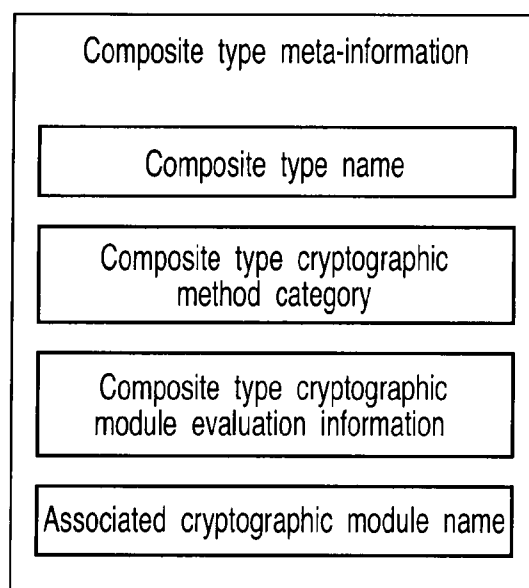 Composite type meta-information
Composite type name
Composite type cryptographic
method category
Composite type cryptographic
module evaluation information
Associated cryptographic module name